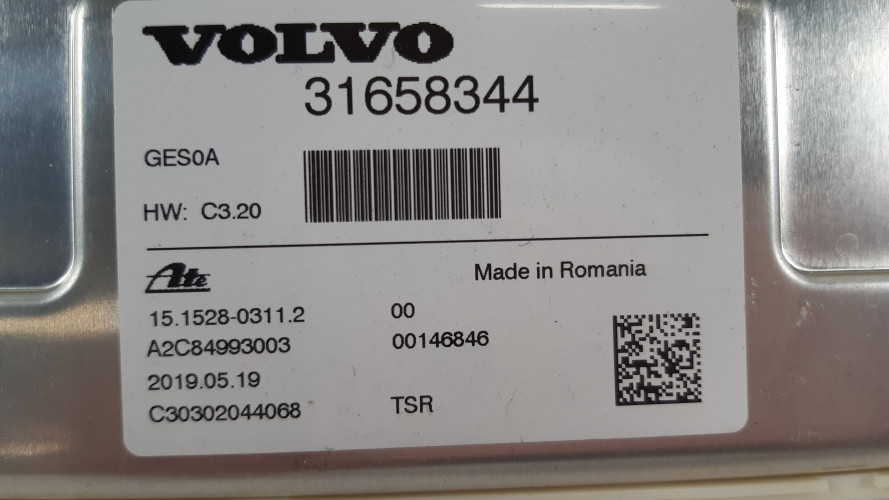 VOLVO
31658344
GES0A
HW: C3.20
Ate
Made in Romania
15.1528-0311.2 00
A2C84993003 00146846
2019.05.19
C30302044068 TSR